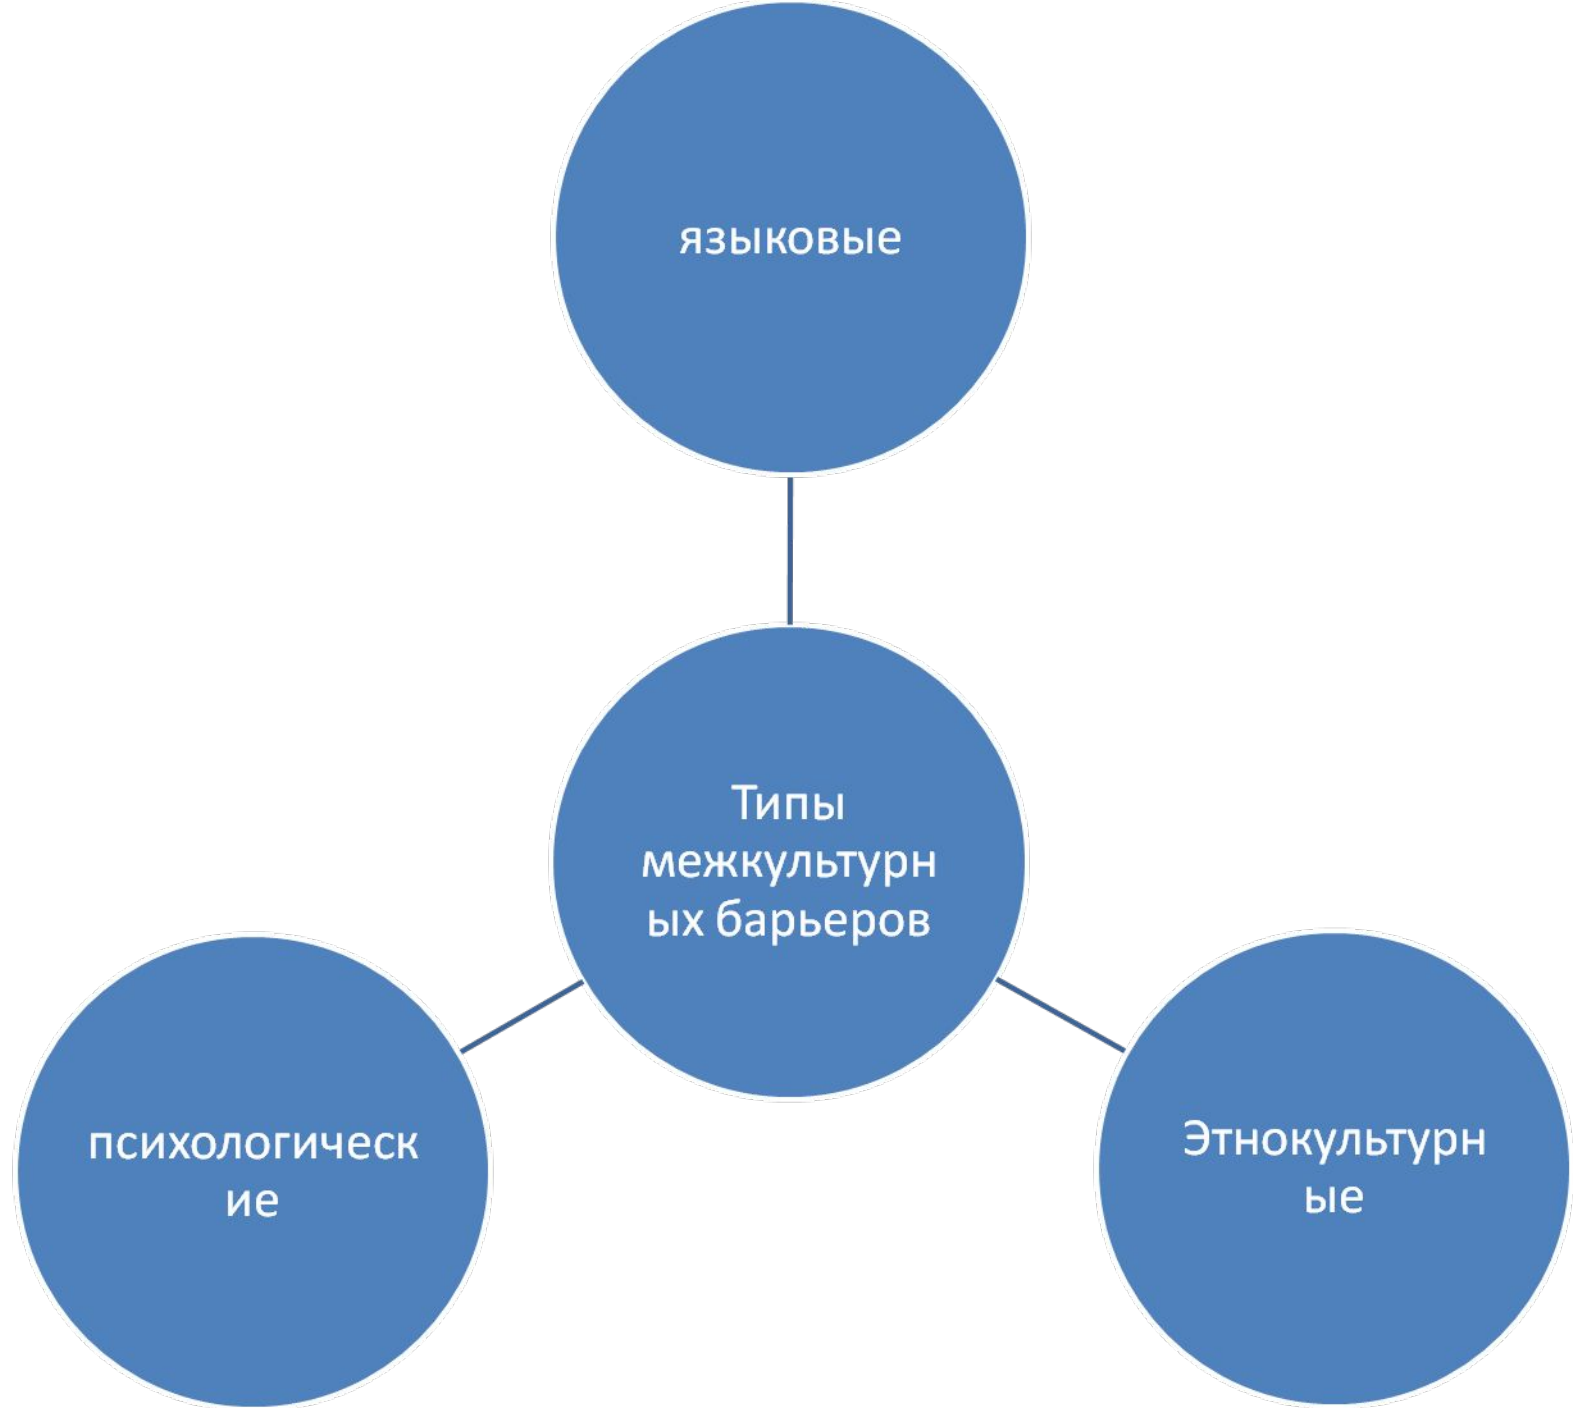 языковые
Типы
межкультурн
ых барьеров
психологическ
ие
Этнокультурн
ые